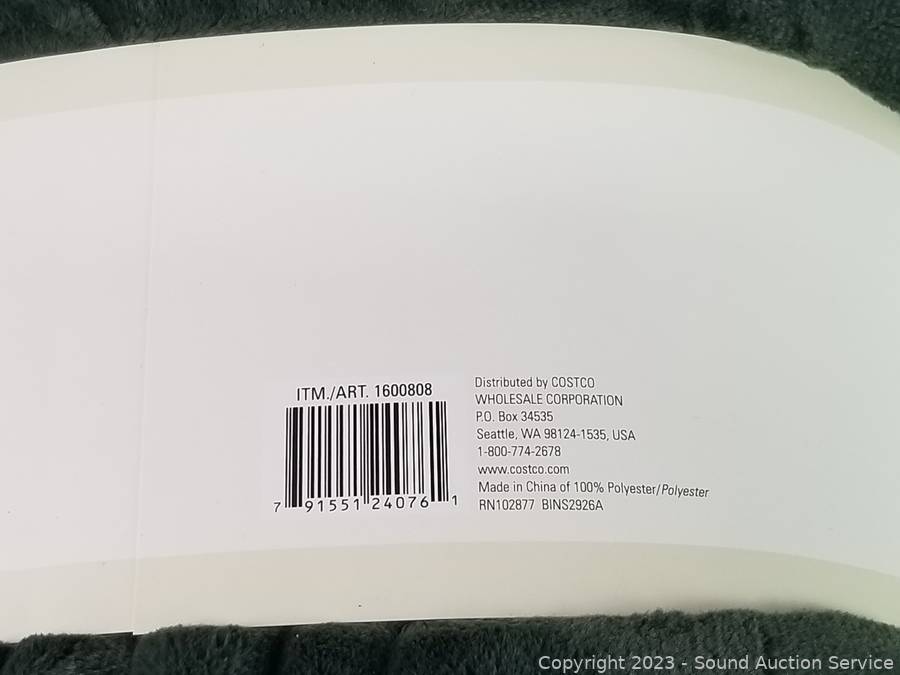 ITM./ART. 1600808
7 91551 24076 1
Distributed by COSTCO
WHOLESALE CORPORATION
P.O. Box 34535
Seattle, WA 98124-1535, USA
1-800-774-2678
www.costco.com
Made in China of 100% Polyester/Polyester
RN102877 BINS2926A
Copyright 2023 - Sound Auction Service